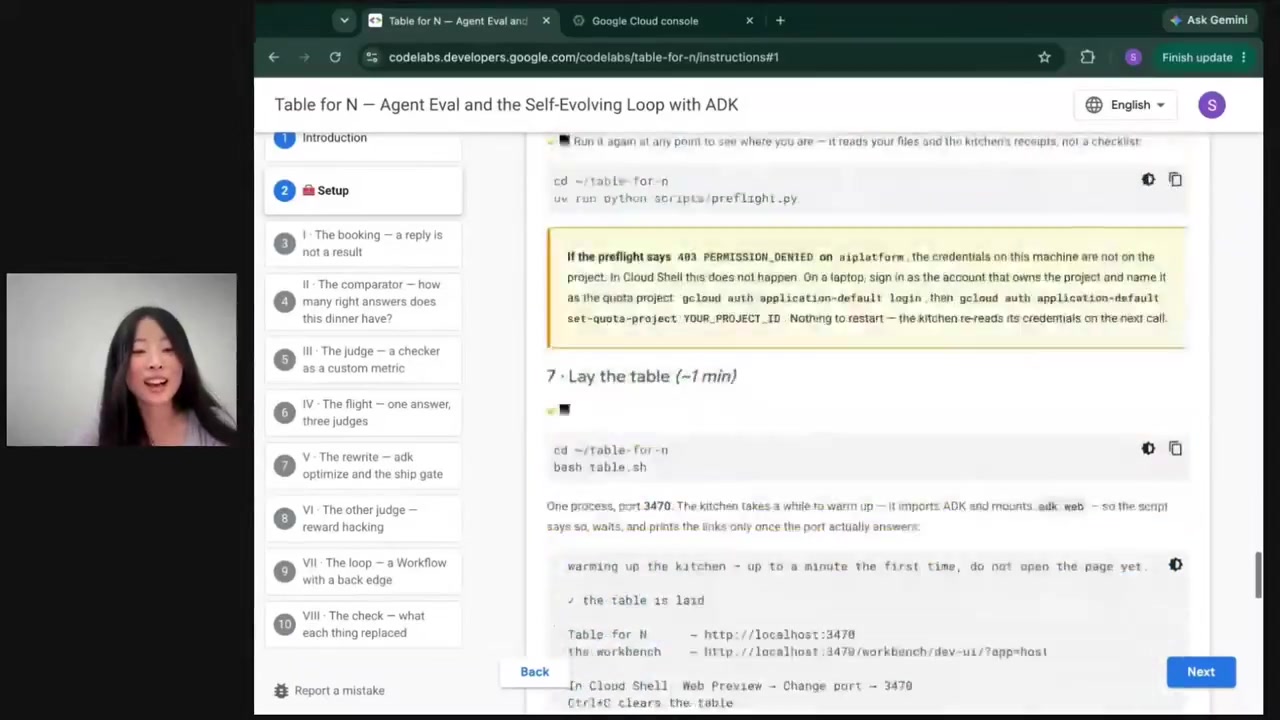 Table for N — Agent Eval and
Google Cloud console
Ask Gemini
codelabs.developers.google.com/codelabs/table-for-n/instructions#1
S
Finish update
Table for N — Agent Eval and the Self-Evolving Loop with ADK
English
S
1
Introduction
2
Setup
3
I · The booking — a reply is
not a result
4
II · The comparator — how
many right answers does
this dinner have?
5
III · The judge — a checker
as a custom metric
6
IV · The flight — one answer,
three judges
7
V · The rewrite — adk
optimize and the ship gate
8
VI · The other judge —
reward hacking
9
VII · The loop — a Workflow
with a back edge
10
VIII · The check — what
each thing replaced
Report a mistake
Run it again at any point to see where you are — it reads your files and the kitchen's receipts, not a checklist:
cd ~/table-for-n
uv run python scripts/preflight.py
If the preflight says 403 PERMISSION_DENIED on aiplatform, the credentials on this machine are not on the
project. In Cloud Shell this does not happen. On a laptop, sign in as the account that owns the project and name it
as the quota project: gcloud auth application-default login, then gcloud auth application-default
set-quota-project YOUR_PROJECT_ID. Nothing to restart — the kitchen re-reads its credentials on the next call.
7 · Lay the table (~1 min)
cd ~/table-for-n
bash table.sh
One process, port 3470. The kitchen takes a while to warm up — it imports ADK and mounts adk web — so the script
says so, waits, and prints the links only once the port actually answers:
warming up the kitchen — up to a minute the first time, do not open the page yet.
✓ the table is laid
Table for N — http://localhost:3470
the workbench — http://localhost:3470/workbench/dev-ui/?app=host
In Cloud Shell Web Preview → Change port → 3470
Ctrl+C clears the table
Back
Next